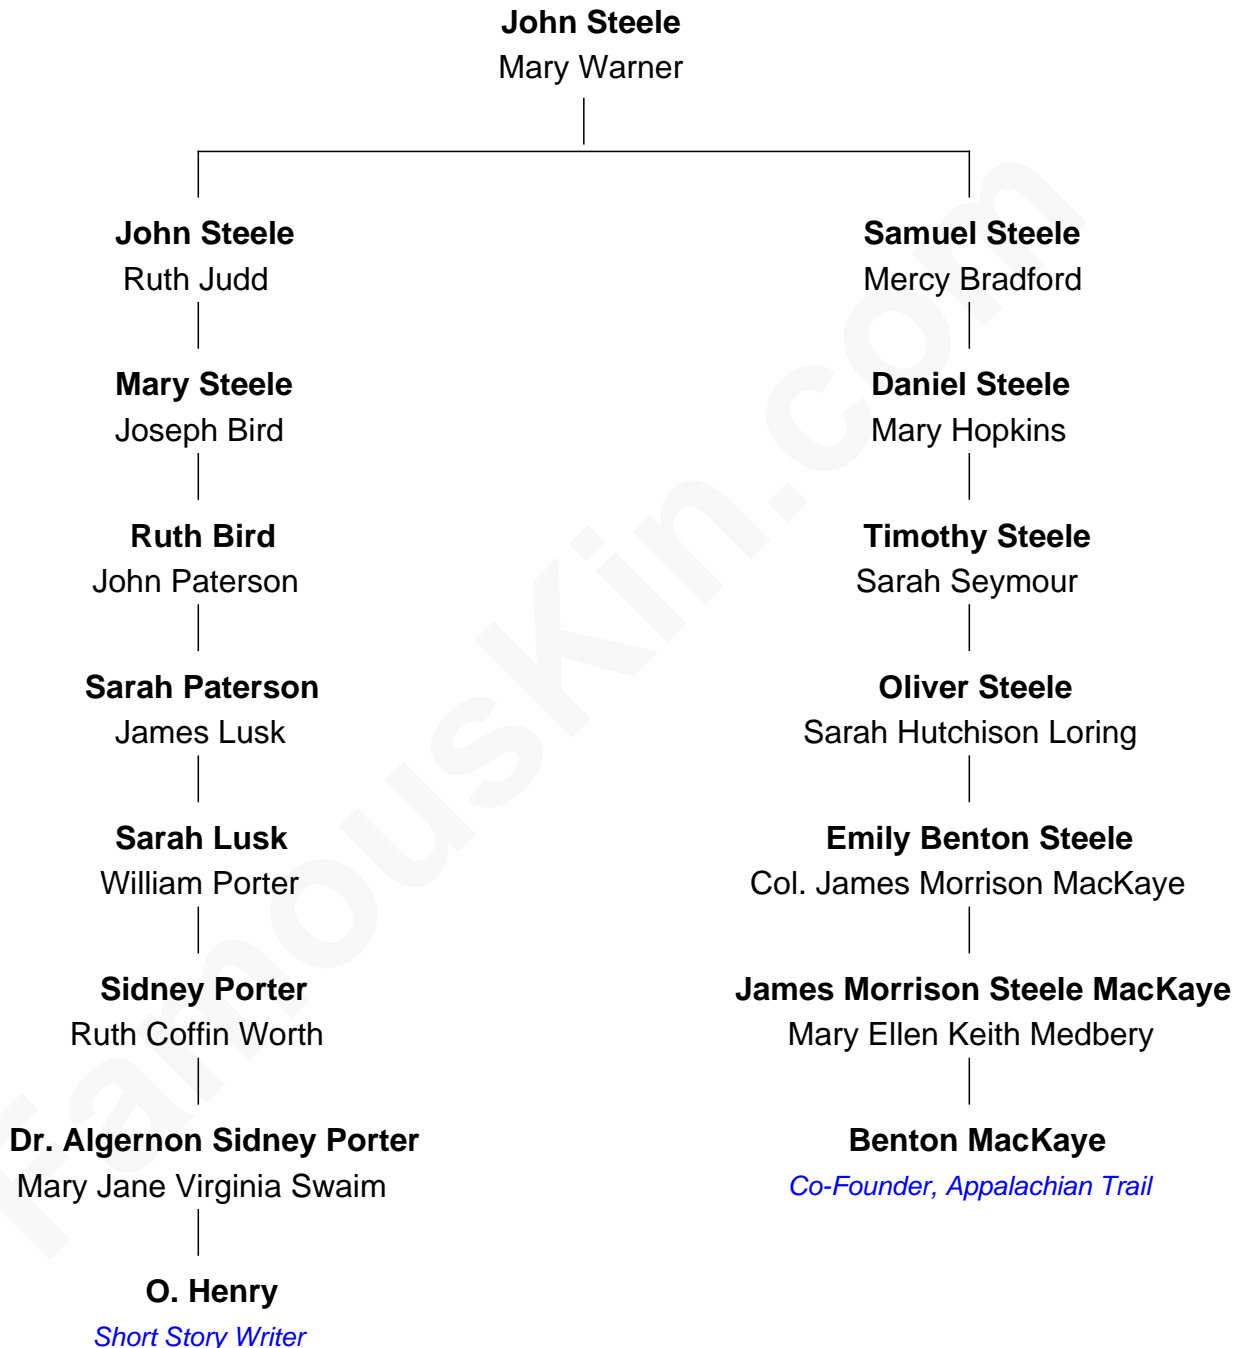 John Steele
Mary Warner
John Steele
Ruth Judd
Mary Steele
Joseph Bird
Ruth Bird
John Paterson
Sarah Paterson
James Lusk
Sarah Lusk
William Porter
Sidney Porter
Ruth Coffin Worth
Dr. Algernon Sidney Porter
Mary Jane Virginia Swaim
O. Henry
Short Story Writer
Samuel Steele
Mercy Bradford
Daniel Steele
Mary Hopkins
Timothy Steele
Sarah Seymour
Oliver Steele
Sarah Hutchison Loring
Emily Benton Steele
Col. James Morrison MacKaye
James Morrison Steele MacKaye
Mary Ellen Keith Medbery
Benton MacKaye
Co-Founder, Appalachian Trail
FamousKin.com